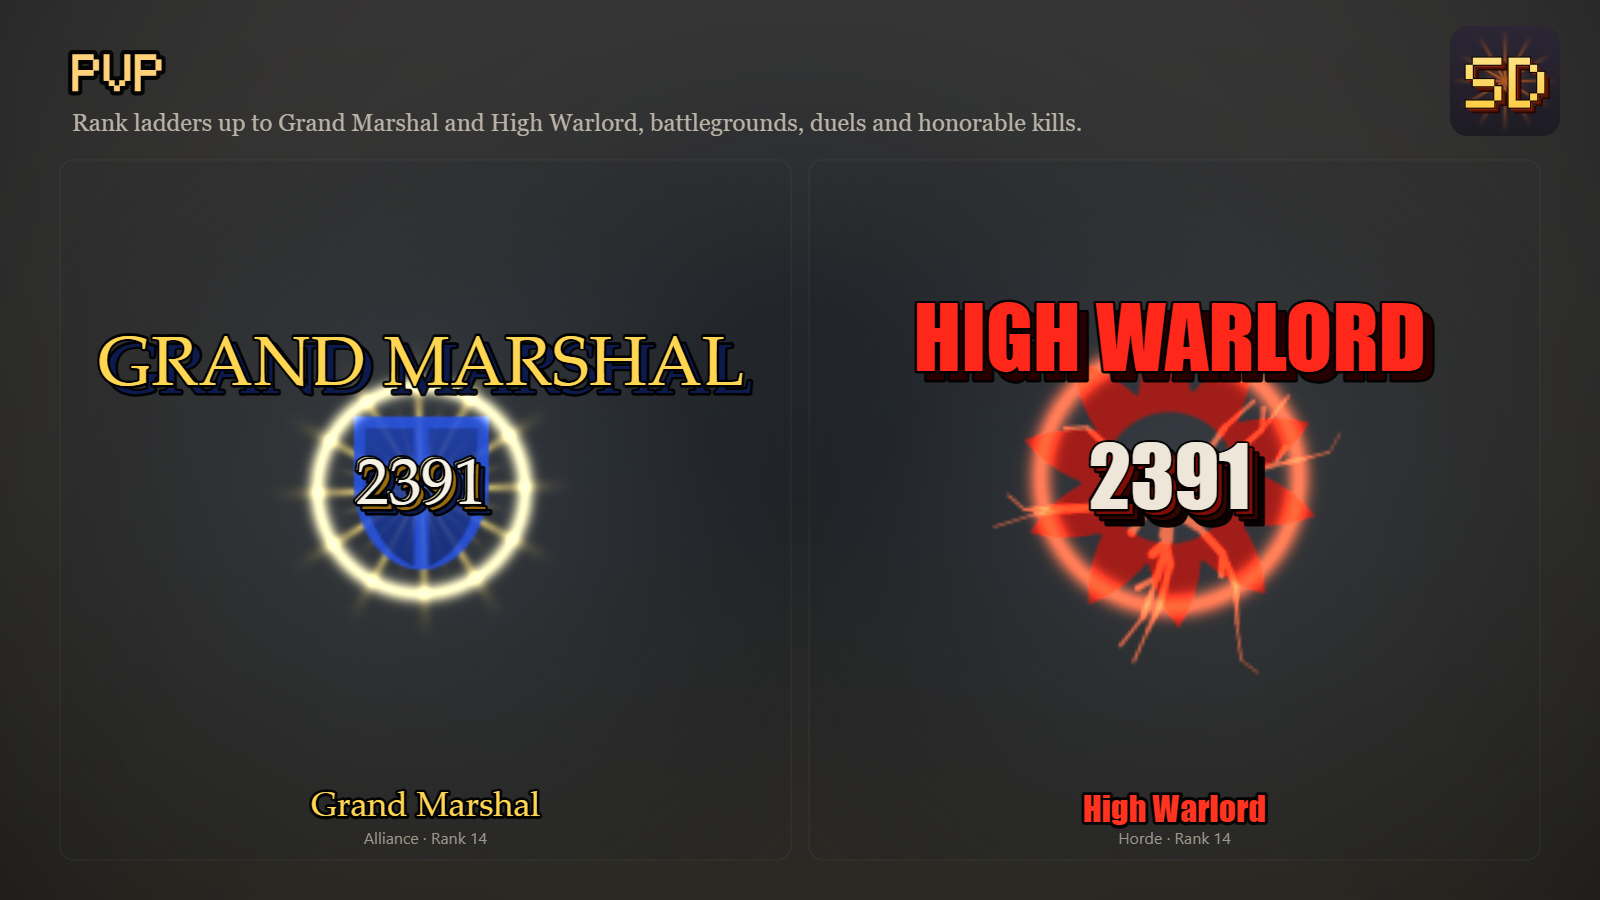 PVP
SD
Rank ladders up to Grand Marshal and High Warlord, battlegrounds, duels and honorable kills.
GRAND MARSHAL
2391
Grand Marshal
Alliance · Rank 14
HIGH WARLORD
2391
High Warlord
Horde · Rank 14